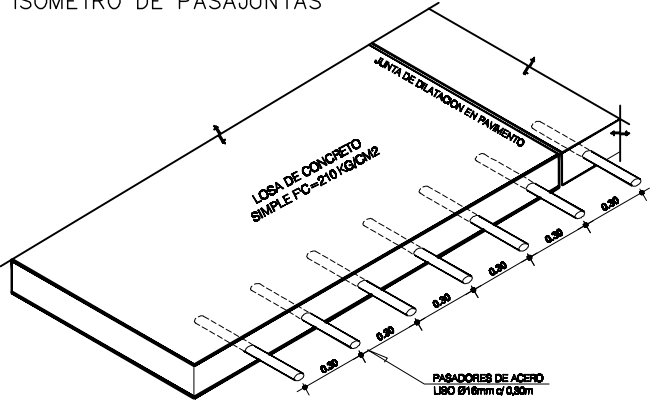 ISOMETRO DE PASAJUNTAS
JUNTA DE DILATACION EN PAVIMENTO
LOSA DE CONCRETO
SIMPLE F'C=210 KG/CM2
0.30
0.30
0.30
0.30
0.30
0.30
PASADORES DE ACERO
LISO Ø16mm c/ 0,30m